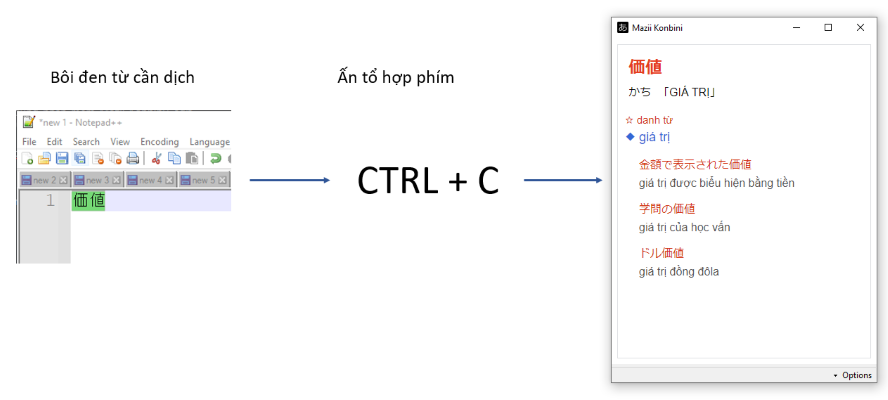 Bôi đen từ cần dịch
*new 1 - Notepad++
File Edit Search View Encoding Language
new 2 new 3 new 4 new 5
1 価値
Ấn tổ hợp phím
CTRL + C
Mazii Konbini
価値
かち 「GIÁ TRỊ」
☆ danh từ
◆ giá trị
金額で表示された価値
giá trị được biểu hiện bằng tiền
学問の価値
giá trị của học vấn
ドル価値
giá trị đồng đôla
Options